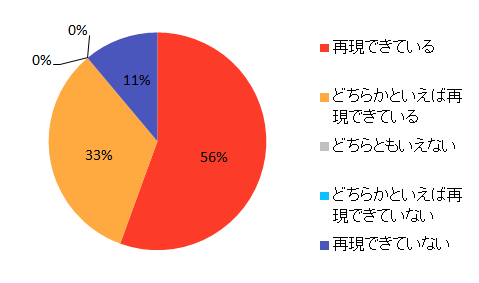 0%
0%
11%
33%
56%
再現できている
どちらかといえば再
現できている
どちらともいえない
どちらかといえば再
現できていない
再現できていない